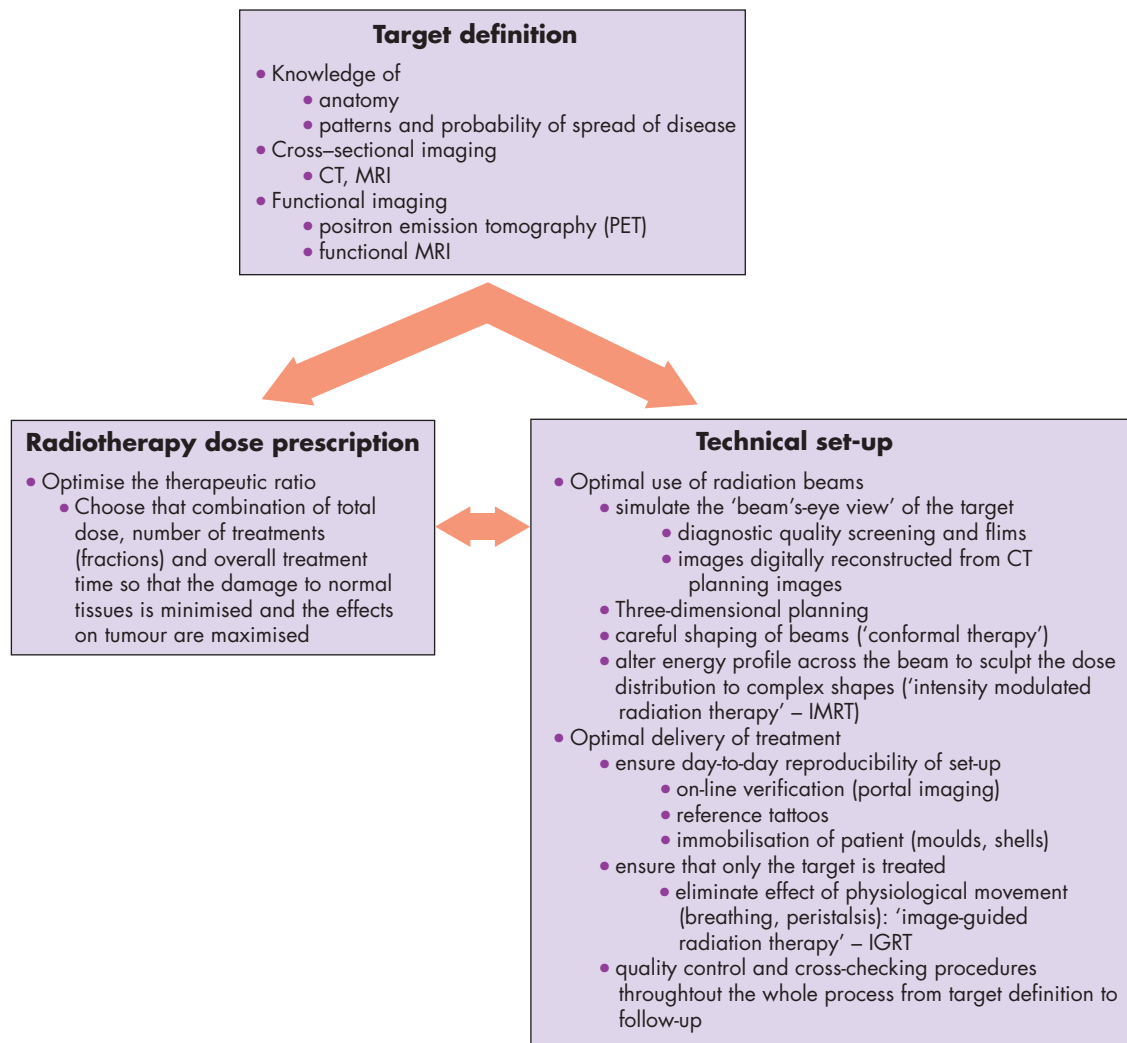 Target definition
• Knowledge of
• anatomy
• patterns and probability of spread of disease
• Cross–sectional imaging
• CT, MRI
• Functional imaging
• positron emission tomography (PET)
• functional MRI
Radiotherapy dose prescription
• Optimise the therapeutic ratio
• Choose that combination of total
dose, number of treatments
(fractions) and overall treatment
time so that the damage to normal
tissues is minimised and the effects
on tumour are maximised
Technical set-up
• Optimal use of radiation beams
• simulate the ‘beam’s-eye view’ of the target
• diagnostic quality screening and flims
• images digitally reconstructed from CT
planning images
• Three-dimensional planning
• careful shaping of beams (‘conformal therapy’)
• alter energy profile across the beam to sculpt the dose
distribution to complex shapes (‘intensity modulated
radiation therapy’ – IMRT)
• Optimal delivery of treatment
• ensure day-to-day reproducibility of set-up
• on-line verification (portal imaging)
• reference tattoos
• immobilisation of patient (moulds, shells)
• ensure that only the target is treated
• eliminate effect of physiological movement
(breathing, peristalsis): ‘image-guided
radiation therapy’ – IGRT
• quality control and cross-checking procedures
throughtout the whole process from target definition to
follow-up